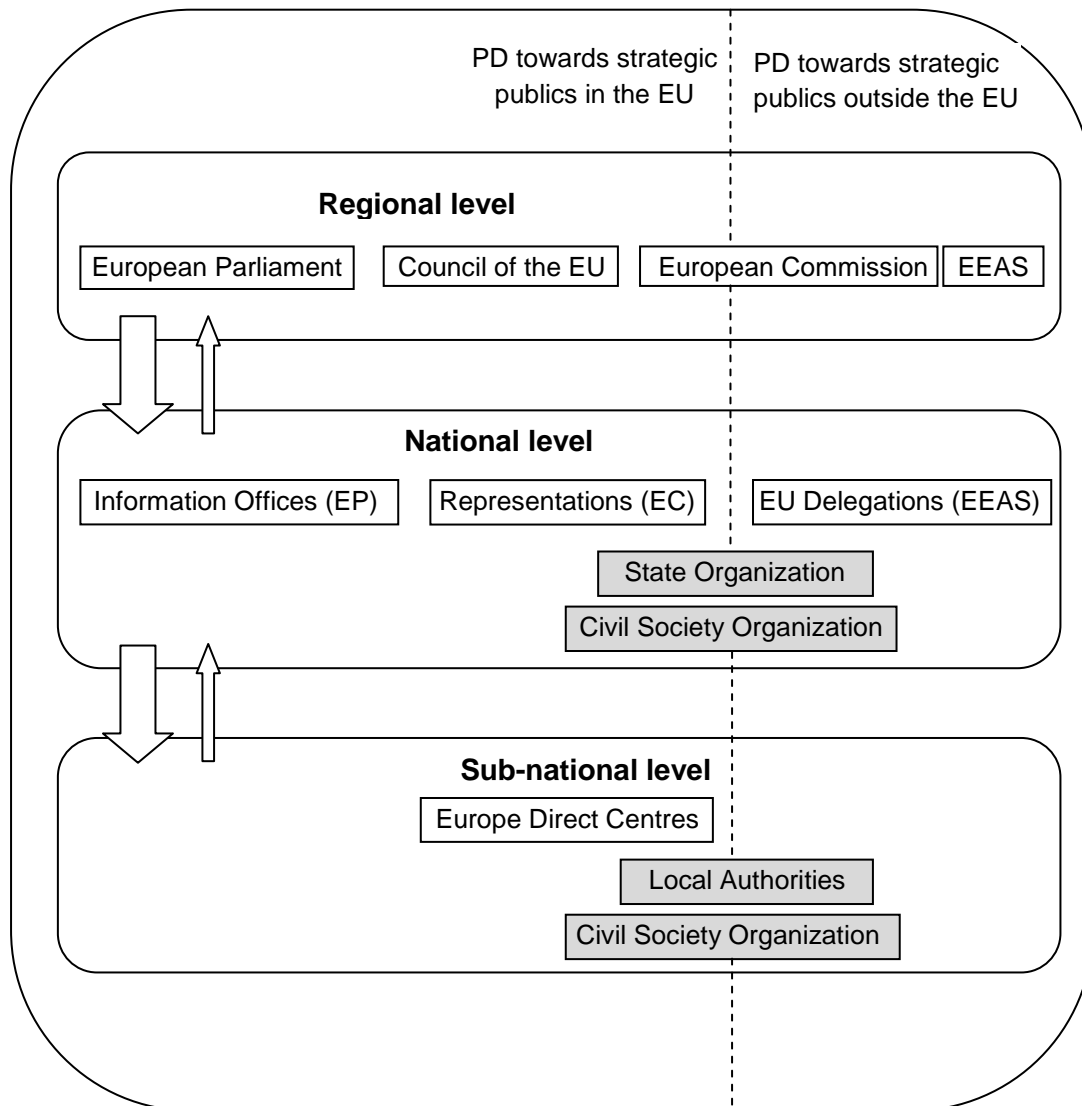 PD towards strategic
publics in the EU
PD towards strategic
publics outside the EU
Regional level
European Parliament
Council of the EU
European Commission
EEAS
National level
Information Offices (EP)
Representations (EC)
EU Delegations (EEAS)
State Organization
Civil Society Organization
Sub-national level
Europe Direct Centres
Local Authorities
Civil Society Organization